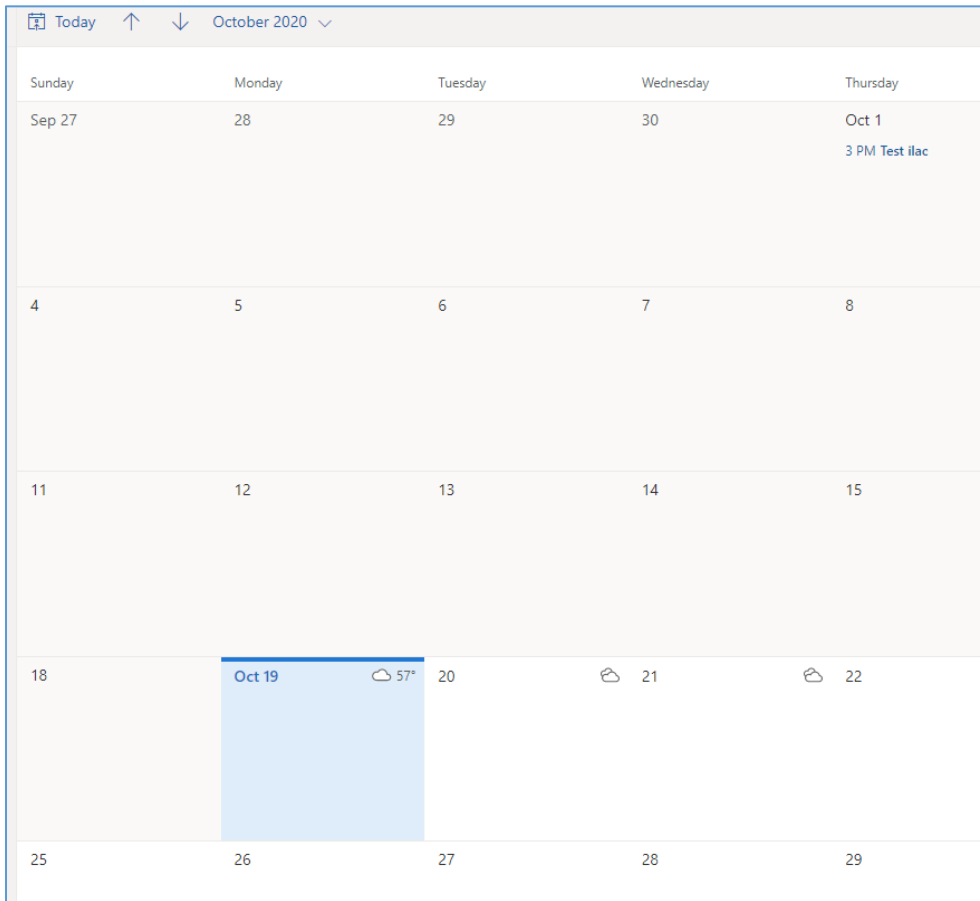 Today October 2020
Sunday Monday Tuesday Wednesday Thursday
Sep 27 28 29 30 Oct 1
3 PM Test ilac
4 5 6 7 8
11 12 13 14 15
18 Oct 19 57° 20 21 22
25 26 27 28 29